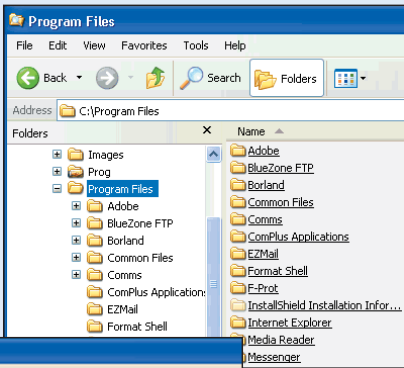 Program Files
File Edit View Favorites Tools Help
Back Search Folders
Address C:\Program Files
Folders x Name
Images
Prog
Program Files
Adobe
BlueZone FTP
Borland
Common Files
Comms
ComPlus Application
EZMail
Format Shell
Adobe
BlueZone FTP
Borland
Common Files
Comms
ComPlus Applications
EZMail
Format Shell
F-Prot
InstallShield Installation Infor...
Internet Explorer
Media Reader
Messenger